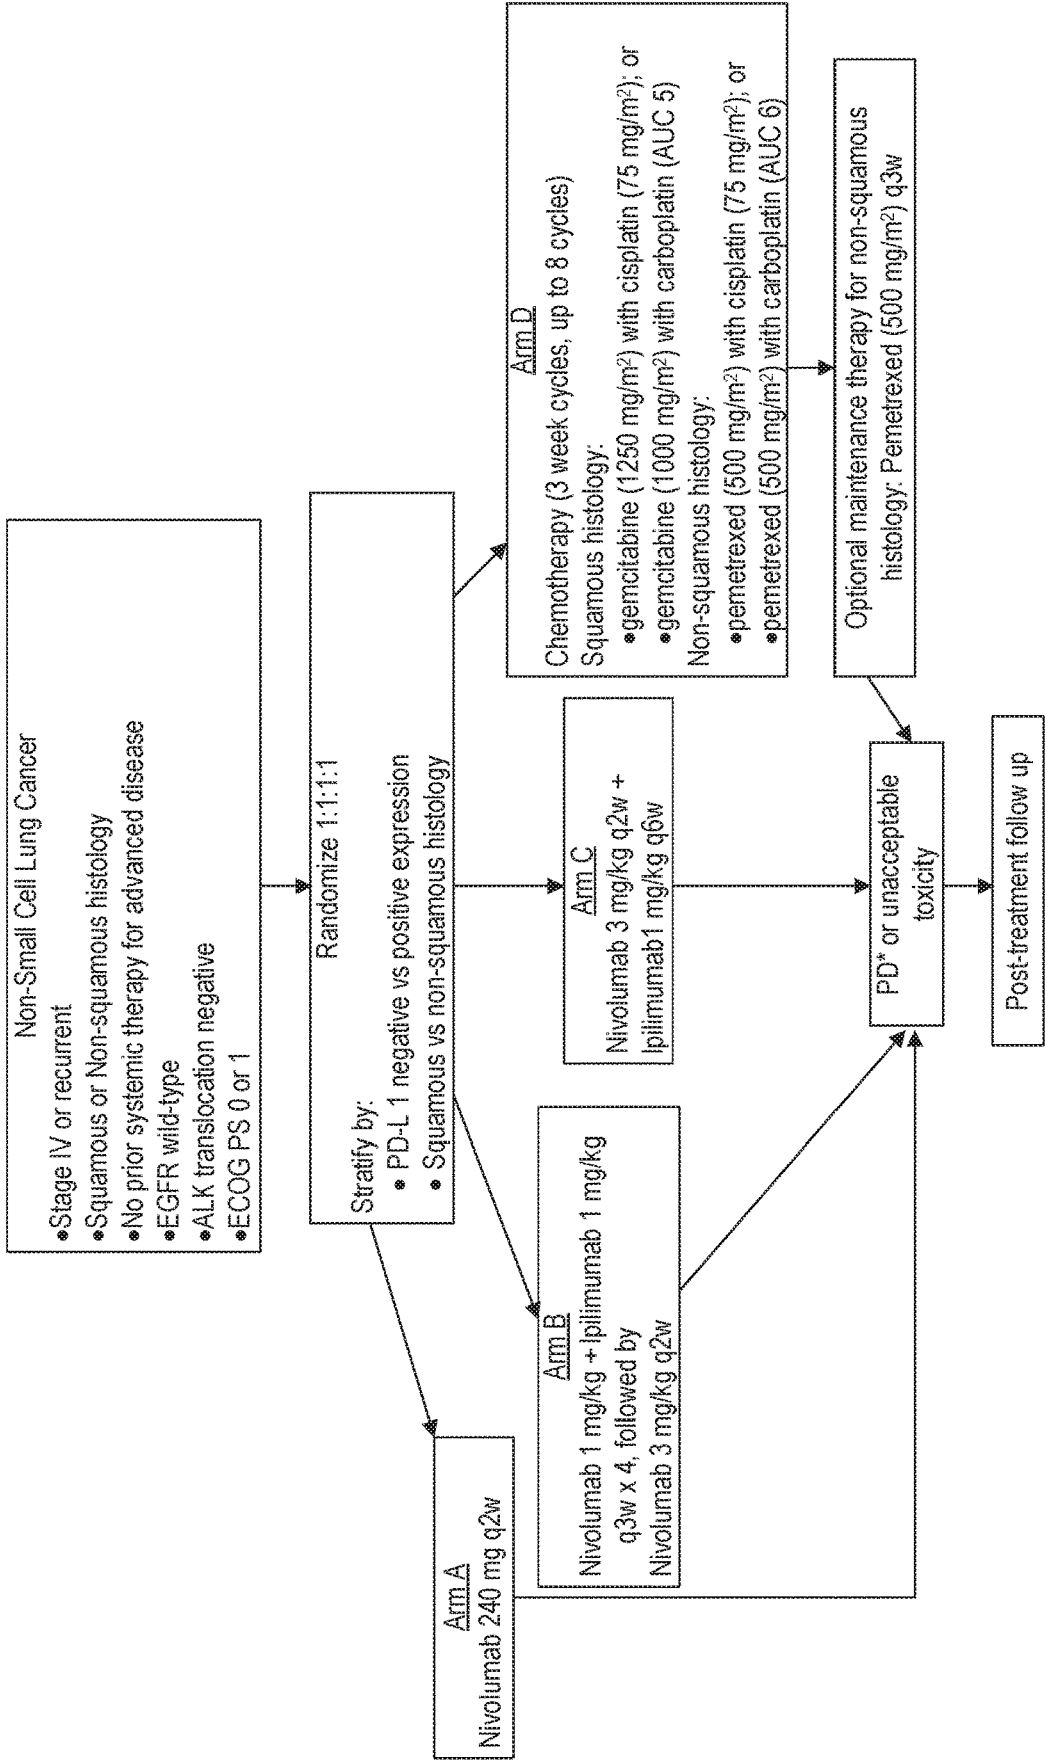 Non-Small Cell Lung Cancer
•Stage IV or recurrent
•Squamous or Non-squamous histology
•No prior systemic therapy for advanced disease
•EGFR wild-type
•ALK translocation negative
•ECOG PS 0 or 1
Randomize 1:1:1:1
Stratify by:
• PD-L 1 negative vs positive expression
• Squamous vs non-squamous histology
Arm A
Nivolumab 240 mg q2w
Arm B
Nivolumab 1 mg/kg + Ipilimumab 1 mg/kg
q3w x 4, followed by
Nivolumab 3 mg/kg q2w
Arm C
Nivolumab 3 mg/kg q2w +
Ipilimumab1 mg/kg q6w
Arm D
Chemotherapy (3 week cycles, up to 8 cycles)
Squamous histology:
•gemcitabine (1250 mg/m²) with cisplatin (75 mg/m²); or
•gemcitabine (1000 mg/m²) with carboplatin (AUC 5)
Non-squamous histology:
•pemetrexed (500 mg/m²) with cisplatin (75 mg/m²); or
•pemetrexed (500 mg/m²) with carboplatin (AUC 6)
Optional maintenance therapy for non-squamous
histology: Pemetrexed (500 mg/m²) q3w
PD* or unacceptable
toxicity
Post-treatment follow up